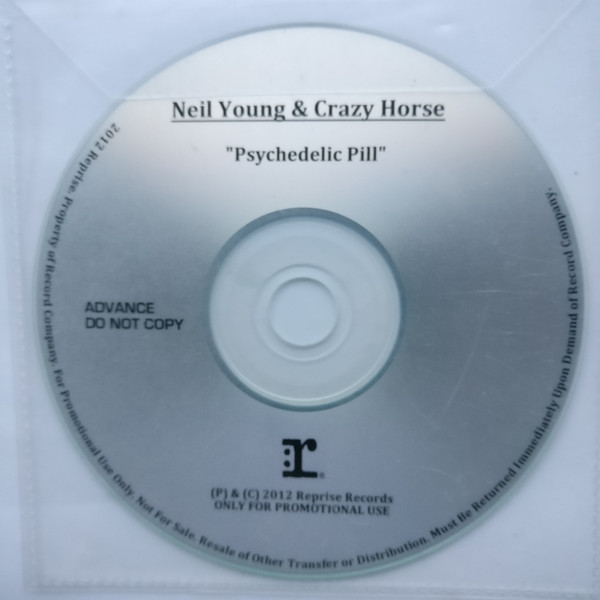 Neil Young & Crazy Horse
"Psychedelic Pill"
ADVANCE
DO NOT COPY
r
(P) & (C) 2012 Reprise Records
ONLY FOR PROMOTIONAL USE
2012 Reprise. Property of Record Company. For Promotional Use Only. Not For Sale. Resale of Other Transfer or Distribution. Must Be Returned Immediately Upon Demand of Record Company.